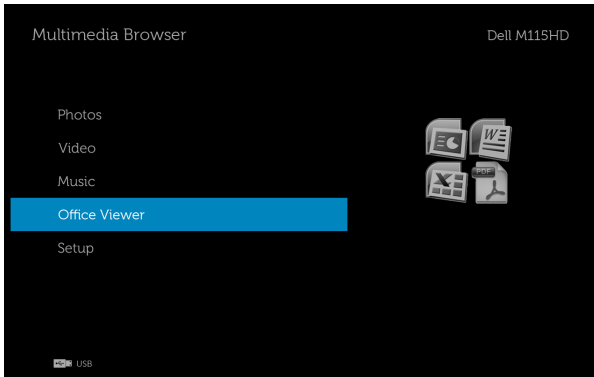 Multimedia Browser
Dell M115HD
Photos
Video
Music
Office Viewer
Setup
W
X
PDF
USB